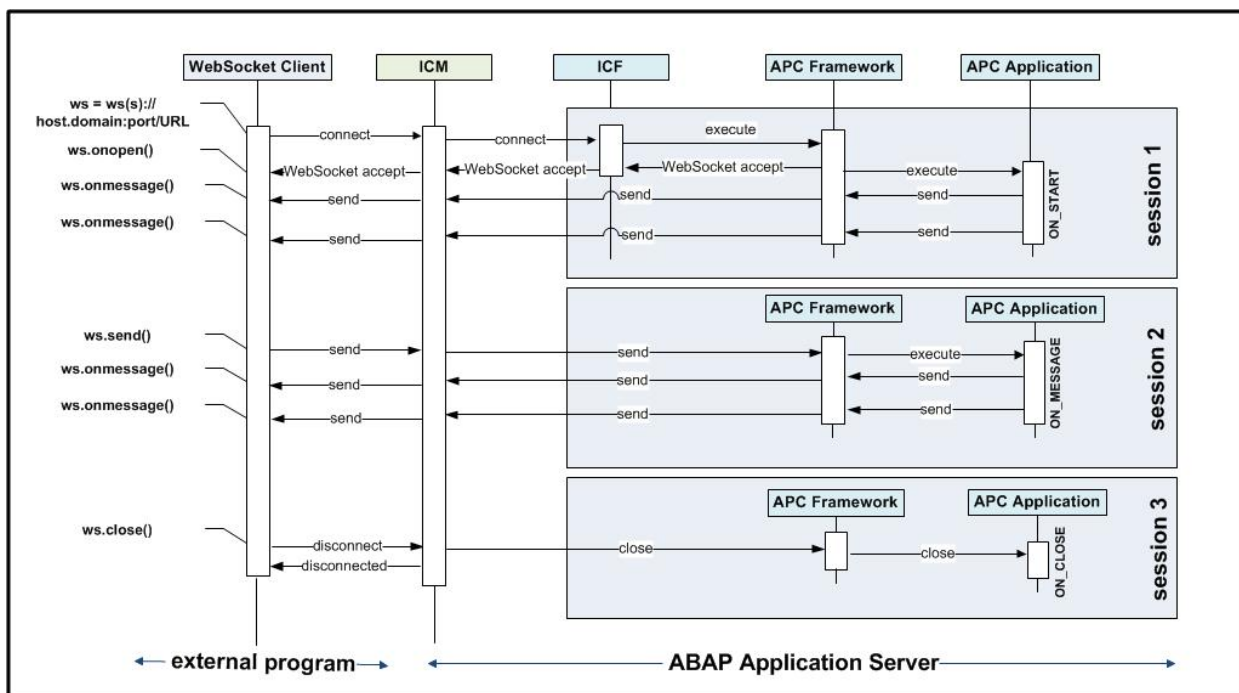 WebSocket Client
ICM
ICF
APC Framework
APC Application
ws = ws(s)://
host.domain:port/URL
connect
connect
execute
ws.onopen()
WebSocket accept
WebSocket accept
WebSocket accept
execute
ws.onmessage()
send
send
send
ws.onmessage()
send
send
send
ON_START
session 1
APC Framework
APC Application
ws.send()
send
send
execute
ws.onmessage()
send
send
send
ws.onmessage()
send
send
send
ON_MESSAGE
session 2
APC Framework
APC Application
ws.close()
disconnect
close
close
disconnected
ON_CLOSE
session 3
external program
ABAP Application Server